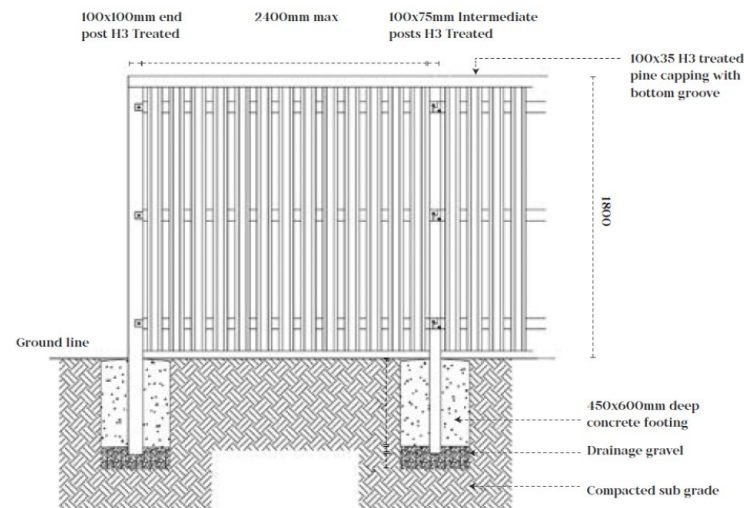 100x100mm end
post H3 Treated
2400mm max
100x75mm Intermediate
posts H3 Treated
100x35 H3 treated
pine capping with
bottom groove
1800
Ground line
450x600mm deep
concrete footing
Drainage gravel
Compacted sub grade